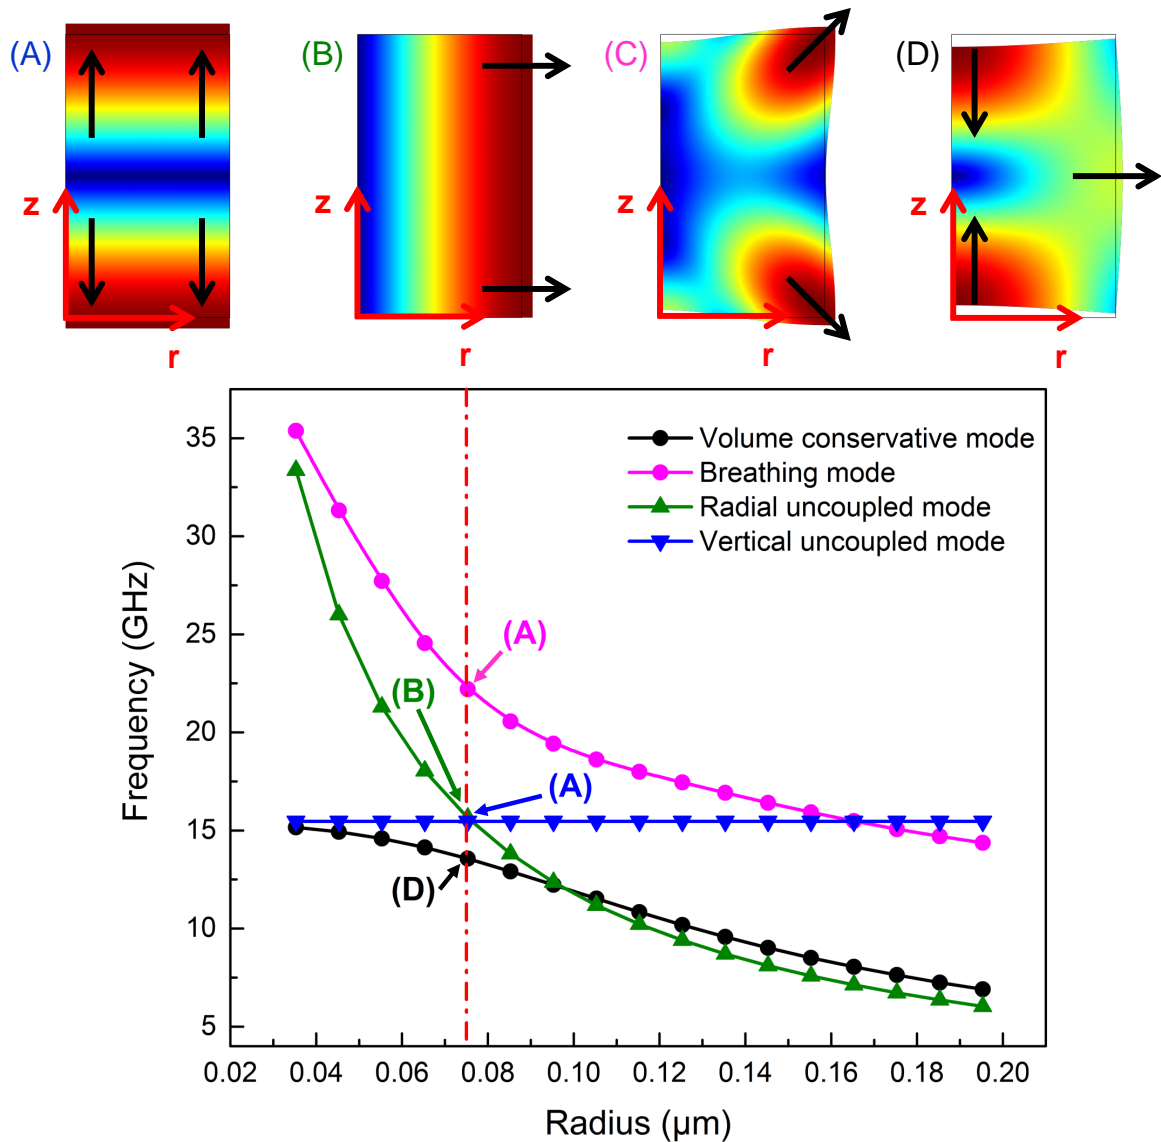 (A) (B) (C) (D)
z z z z
r r r r
Volume conservative mode
Breathing mode
Radial uncoupled mode
Vertical uncoupled mode
(A)
(B)
(A)
(D)
Frequency (GHz)
35
30
25
20
15
10
5
0.02 0.04 0.06 0.08 0.10 0.12 0.14 0.16 0.18 0.20
Radius (µm)